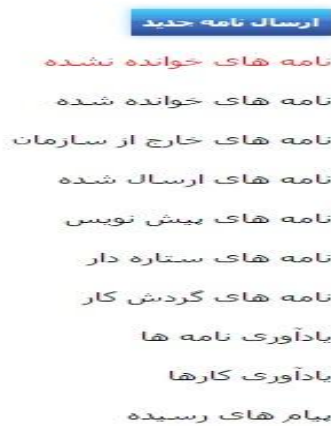 ارسال نامه جدید
نامه های خوانده نشده
نامه های خوانده شده
نامه های خارج از سازمان
نامه های ارسال شده
نامه های پیش نویس
نامه های ستاره دار
نامه های گردش کار
یادآوری نامه ها
یادآوری کارها
پیام های رسیده